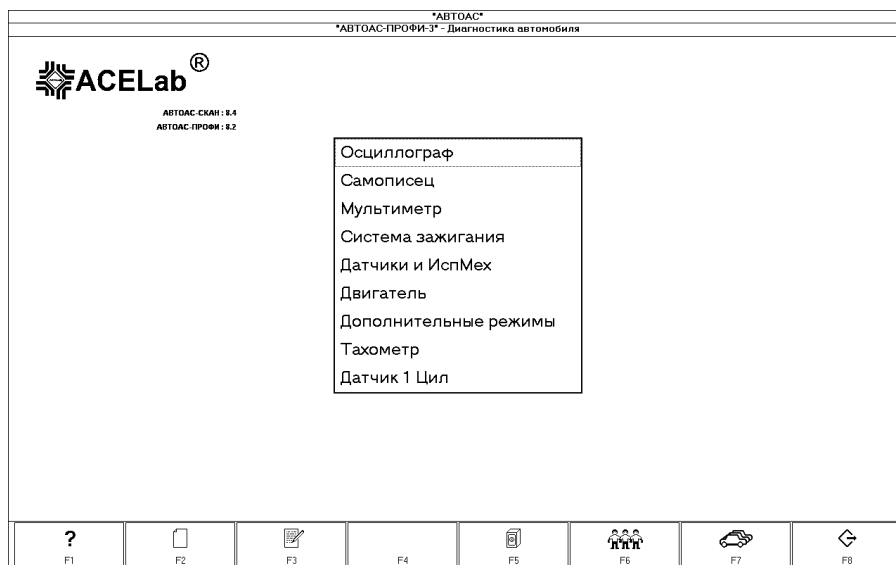 "АВТОАС"
"АВТОАС-ПРОФИ-3" - Диагностика автомобиля
ACELab®
АВТОАС-СКАН : 8.4
АВТОАС-ПРОФИ : 8.2
Осциллограф
Самописец
Мультиметр
Система зажигания
Датчики и ИспМех
Двигатель
Дополнительные режимы
Тахометр
Датчик 1 Цил
?
F1 F2 F3 F4 F5 F6 F7 F8